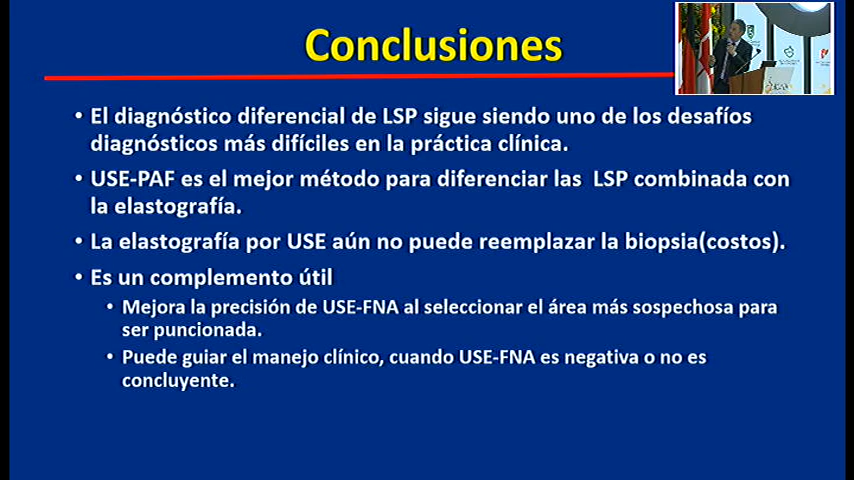 Conclusiones
• El diagnóstico diferencial de LSP sigue siendo uno de los desafíos
diagnósticos más difíciles en la práctica clínica.
• USE-PAF es el mejor método para diferenciar las LSP combinada con
la elastografía.
• La elastografía por USE aún no puede reemplazar la biopsia(costos).
• Es un complemento útil
• Mejora la precisión de USE-FNA al seleccionar el área más sospechosa para
ser puncionada.
• Puede guiar el manejo clínico, cuando USE-FNA es negativa o no es
concluyente.